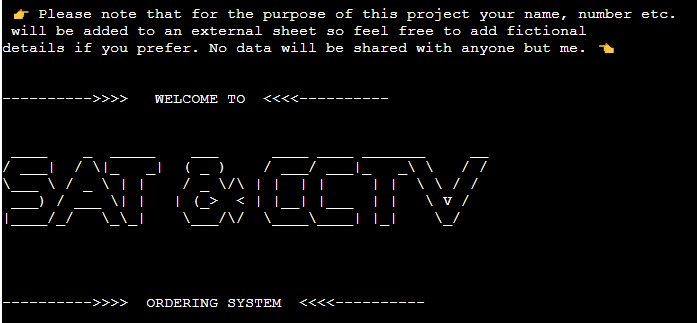 👉 Please note that for the purpose of this project your name, number etc.
will be added to an external sheet so feel free to add fictional
details if you prefer. No data will be shared with anyone but me. 👈
---------->>>> WELCOME TO <<<<----------
SAT & CCTV
---------->>>> ORDERING SYSTEM <<<<----------